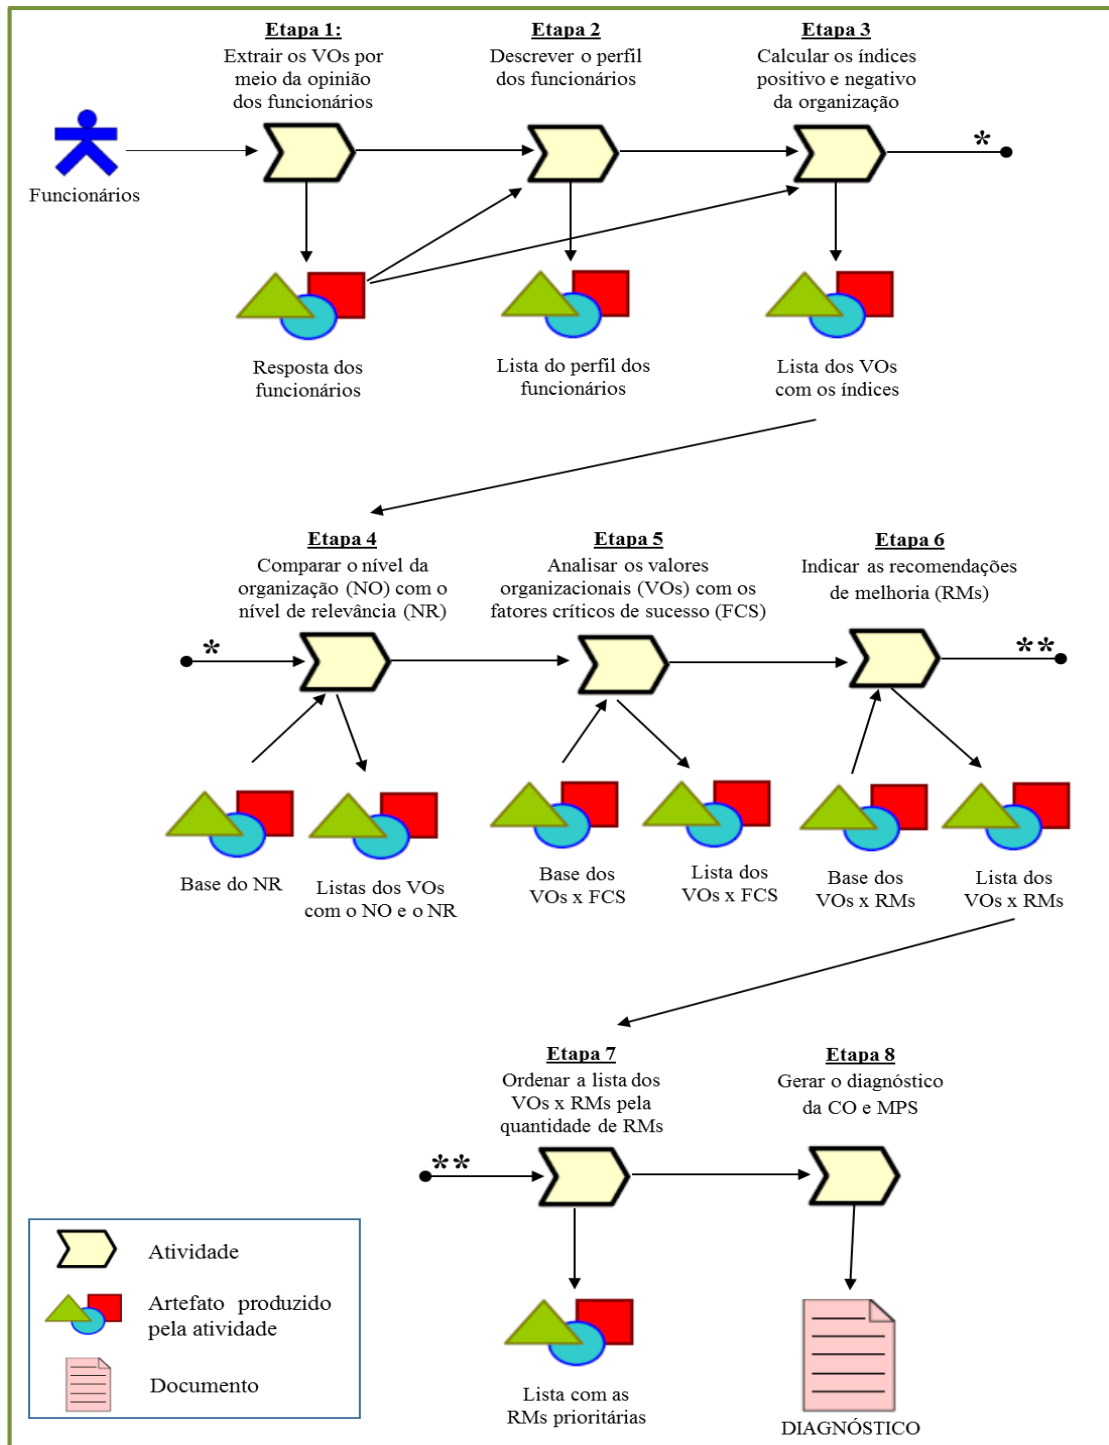 Etapa 1:
Extrair os VOs por
meio da opinião
dos funcionários
Etapa 2
Descrever o perfil
dos funcionários
Etapa 3
Calcular os índices
positivo e negativo
da organização
*
Funcionários
Resposta dos
funcionários
Lista do perfil dos
funcionários
Lista dos VOs
com os índices
Etapa 4
Comparar o nível da
organização (NO) com o
nível de relevância (NR)
Etapa 5
Analisar os valores
organizacionais (VOs) com os
fatores críticos de sucesso (FCS)
Etapa 6
Indicar as recomendações
de melhoria (RMs)
*
**
Base do NR
Listas dos VOs
com o NO e o NR
Base dos
VOs x FCS
Lista dos
VOs x FCS
Base dos
VOs x RMs
Lista dos
VOs x RMs
Etapa 7
Ordenar a lista dos
VOs x RMs pela
quantidade de RMs
Etapa 8
Gerar o diagnóstico
da CO e MPS
**
Lista com as
RMs prioritárias
DIAGNÓSTICO
Atividade
Artefato produzido
pela atividade
Documento